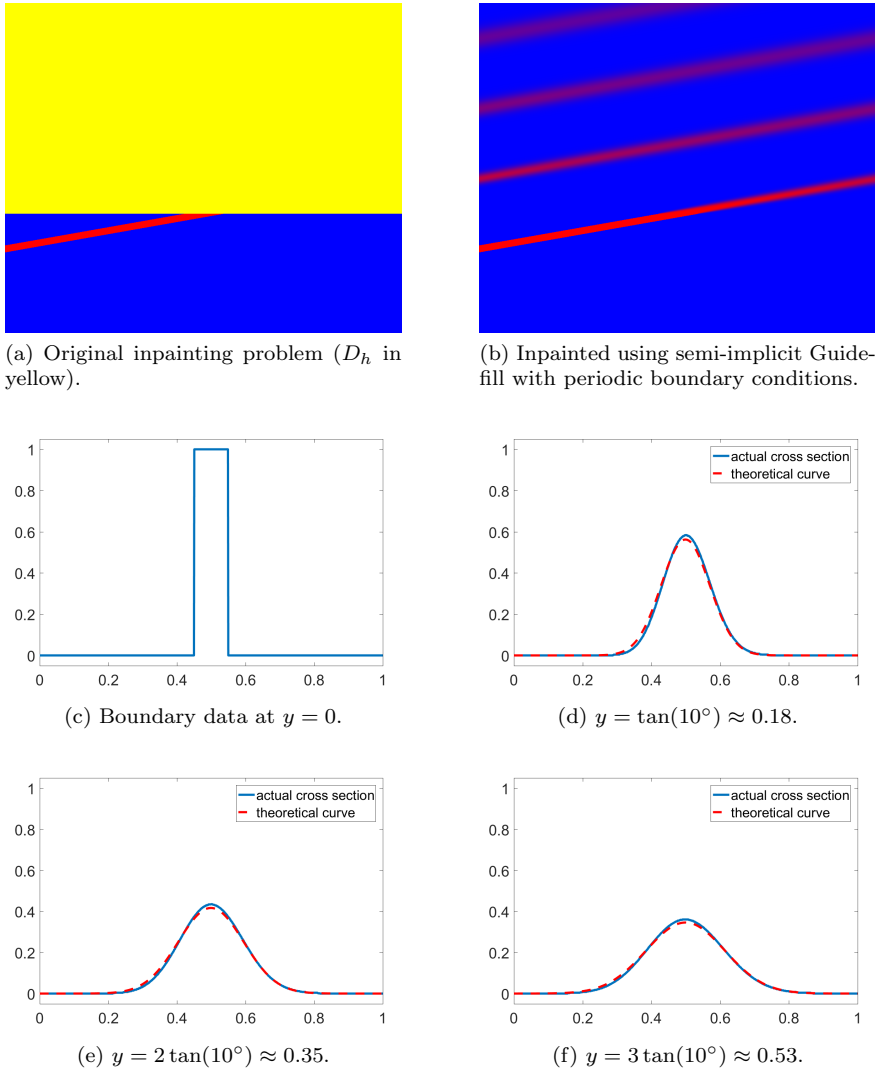 (a) Original inpainting problem ($D_h$ in
yellow).
(b) Inpainted using semi-implicit Guide-
fill with periodic boundary conditions.
1
0.8
0.6
0.4
0.2
0
0 0.2 0.4 0.6 0.8 1
(c) Boundary data at $y = 0$.
1
0.8
0.6
0.4
0.2
0
0 0.2 0.4 0.6 0.8 1
actual cross section
theoretical curve
(d) $y = \tan(10^\circ) \approx 0.18$.
1
0.8
0.6
0.4
0.2
0
0 0.2 0.4 0.6 0.8 1
actual cross section
theoretical curve
(e) $y = 2\tan(10^\circ) \approx 0.35$.
1
0.8
0.6
0.4
0.2
0
0 0.2 0.4 0.6 0.8 1
actual cross section
theoretical curve
(f) $y = 3\tan(10^\circ) \approx 0.53$.